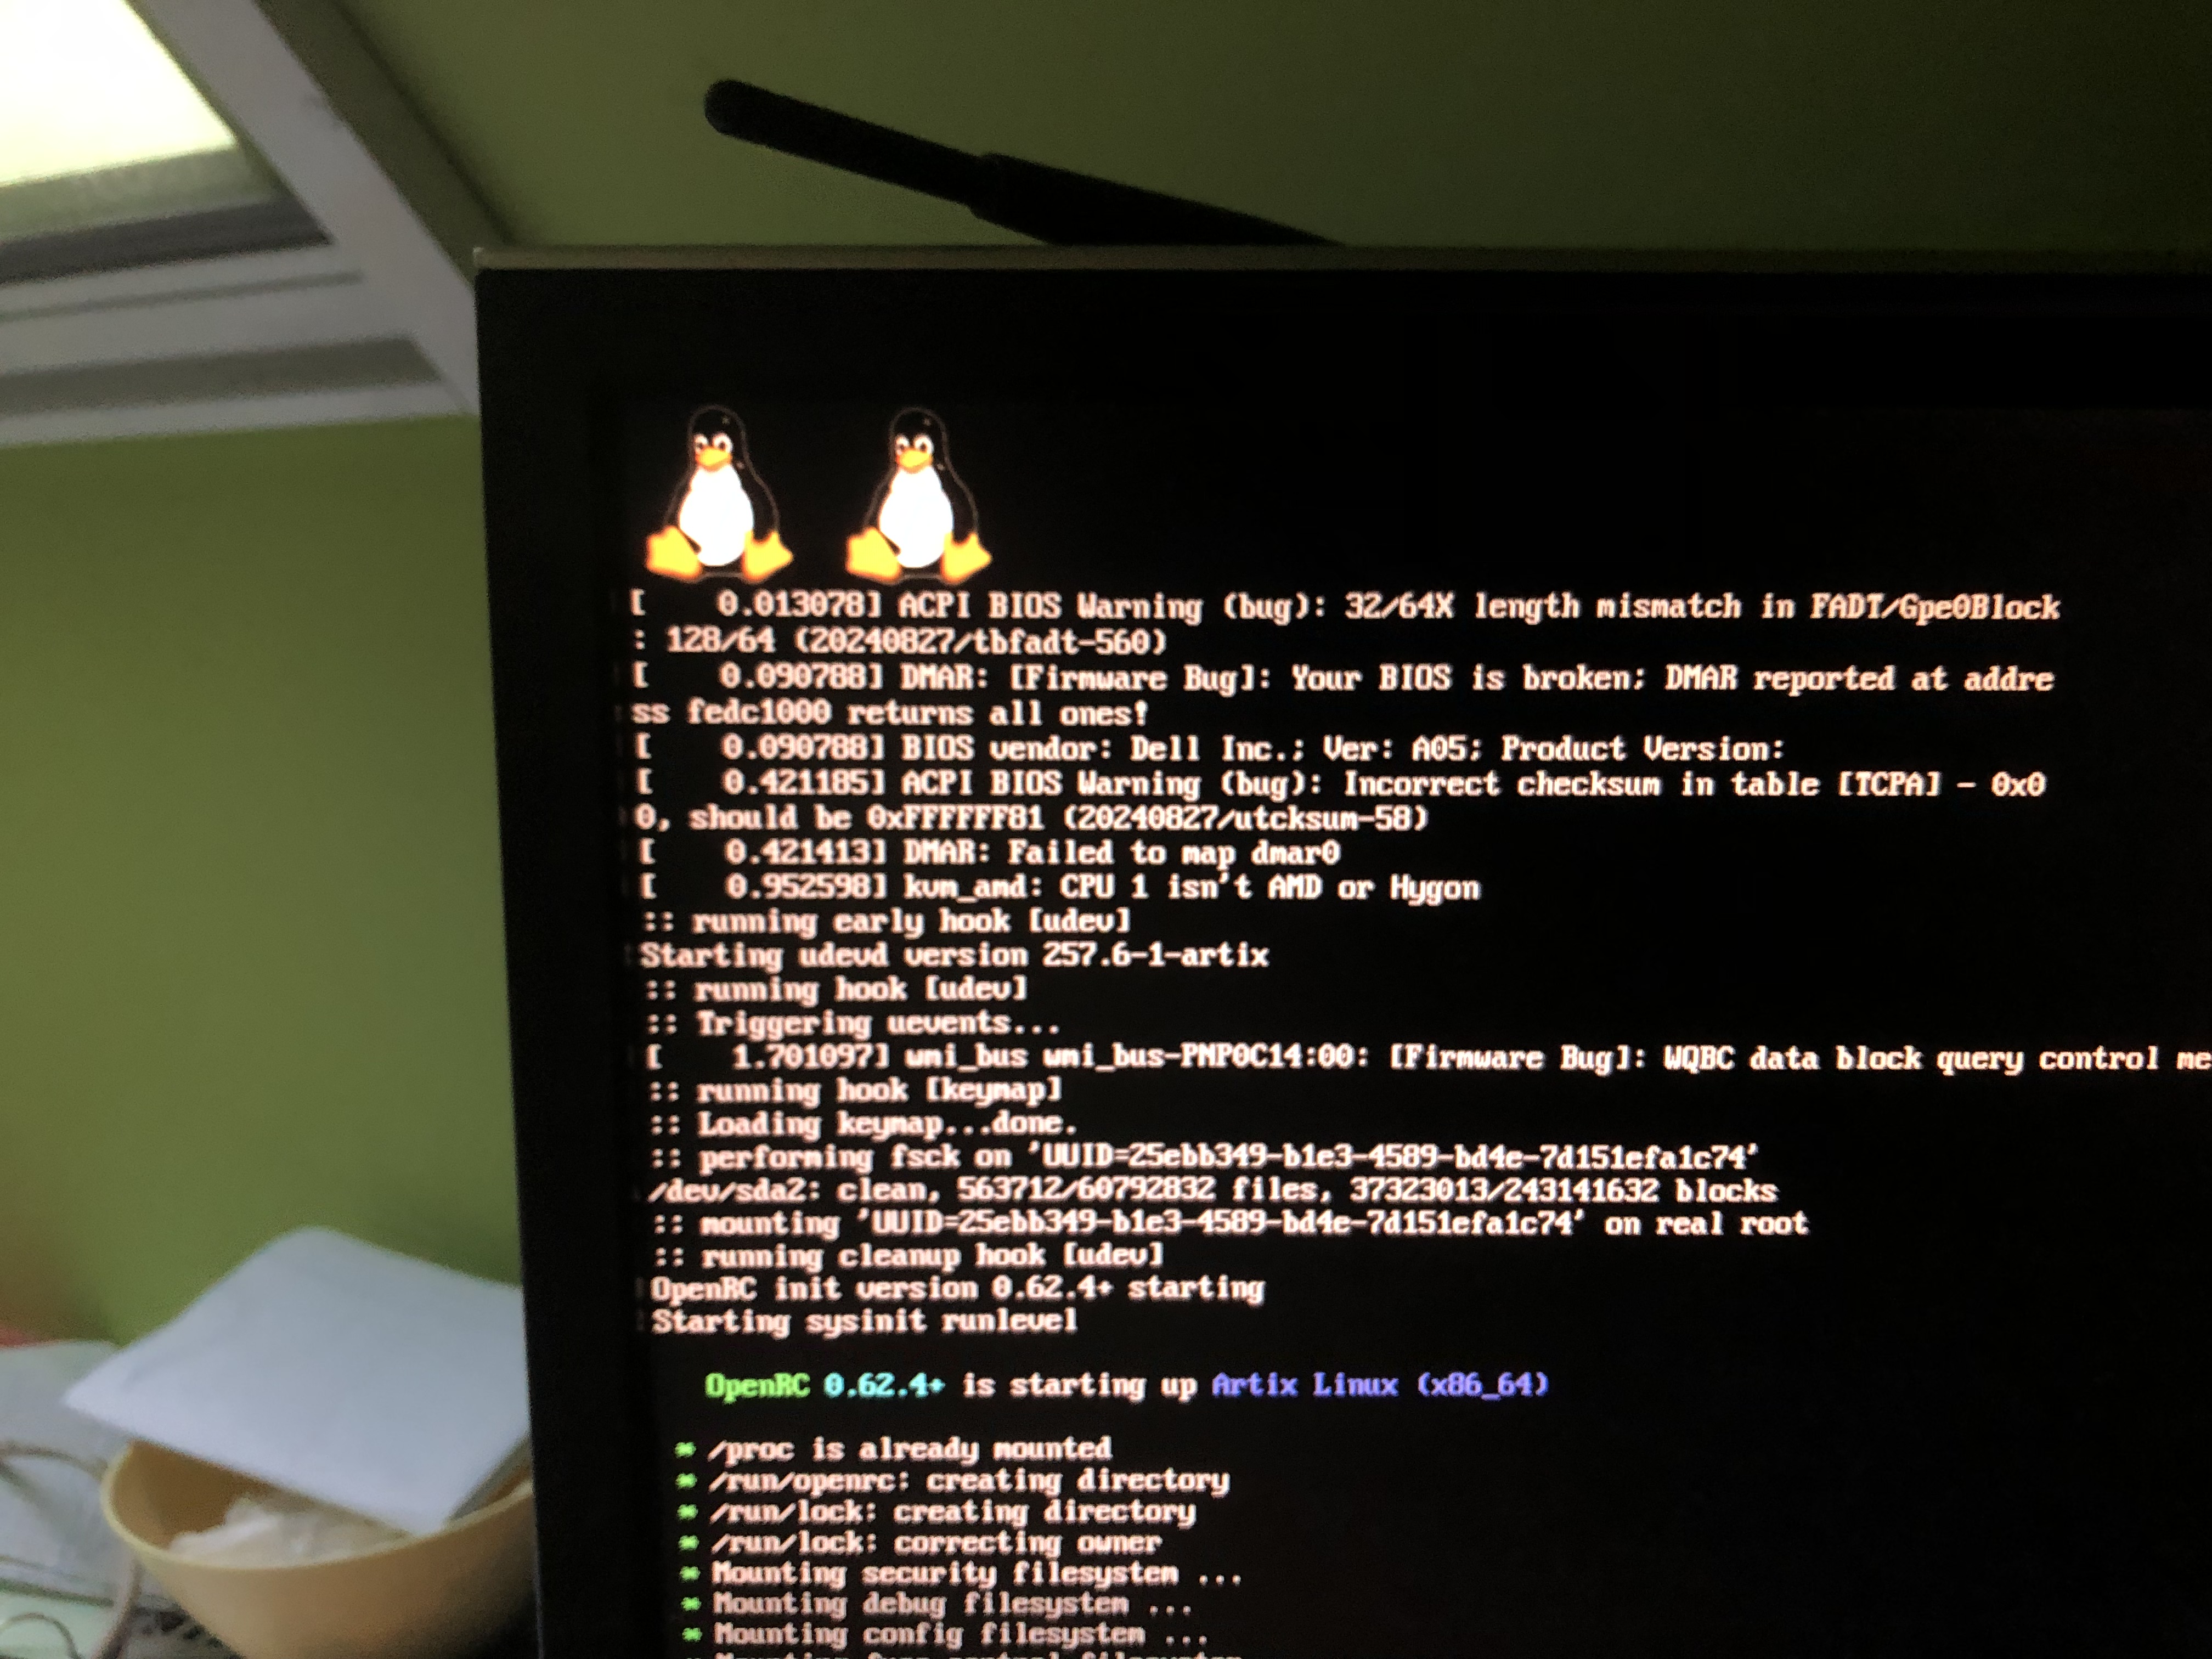 [    0.013078] ACPI BIOS Warning (bug): 32/64X length mismatch in FADT/Gpe0Block
: 128/64 (20240827/tbfadt-560)
[    0.090788] DMAR: [Firmware Bug]: Your BIOS is broken; DMAR reported at addre
ss fedc1000 returns all ones!
[    0.090788] BIOS vendor: Dell Inc.; Ver: A05; Product Version:
[    0.421185] ACPI BIOS Warning (bug): Incorrect checksum in table [TCPA] - 0x0
0, should be 0xFFFFFF81 (20240827/utcksum-58)
[    0.421413] DMAR: Failed to map dmar0
[    0.952598] kvm_amd: CPU 1 isn't AMD or Hygon
:: running early hook [udev]
Starting udevd version 257.6-1-artix
:: running hook [udev]
:: Triggering uevents...
[    1.701097] wmi_bus wmi_bus-PNP0C14:00: [Firmware Bug]: WQBC data block query control me
:: running hook [keymap]
:: Loading keymap...done.
:: performing fsck on 'UUID=25ebb349-b1e3-4589-bd4e-7d151efa1c74'
/dev/sda2: clean, 563712/60792832 files, 37323013/243141632 blocks
:: mounting 'UUID=25ebb349-b1e3-4589-bd4e-7d151efa1c74' on real root
:: running cleanup hook [udev]
OpenRC init version 0.62.4+ starting
Starting sysinit runlevel
OpenRC 0.62.4+ is starting up Artix Linux (x86_64)
* /proc is already mounted
* /run/openrc: creating directory
* /run/lock: creating directory
* /run/lock: correcting owner
* Mounting security filesystem ...
* Mounting debug filesystem ...
* Mounting config filesystem ...